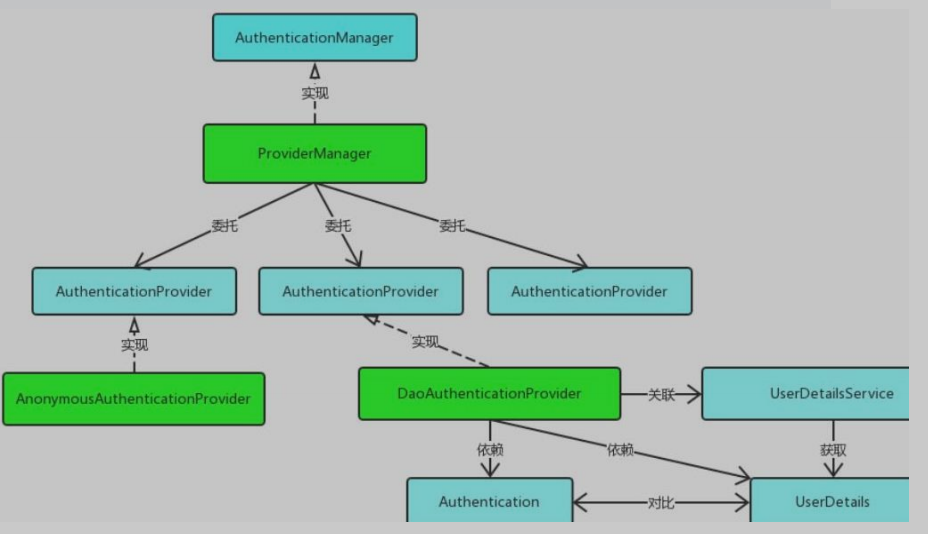 AuthenticationManager
实现
ProviderManager
委托
委托
委托
AuthenticationProvider
AuthenticationProvider
AuthenticationProvider
实现
实现
AnonymousAuthenticationProvider
DaoAuthenticationProvider
关联
UserDetailsService
依赖
依赖
获取
Authentication
对比
UserDetails